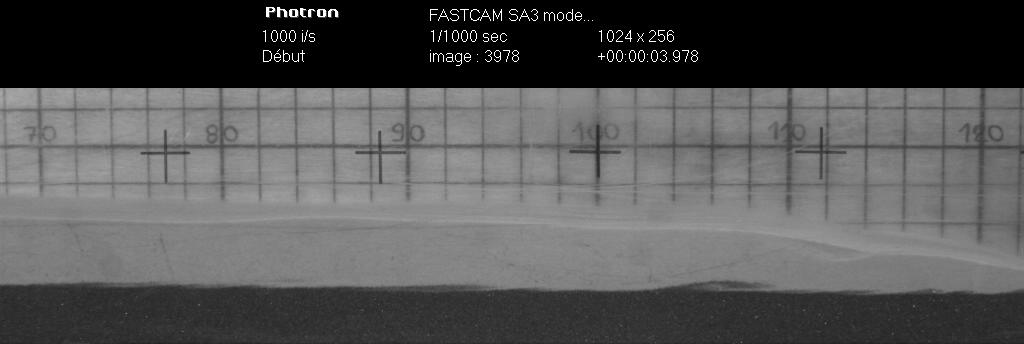 Photron
FASTCAM SA3 mode...
1000 i/s
1/1000 sec
1024 x 256
Début
image : 3978
+00:00:03.978
70
80
90
100
110
120